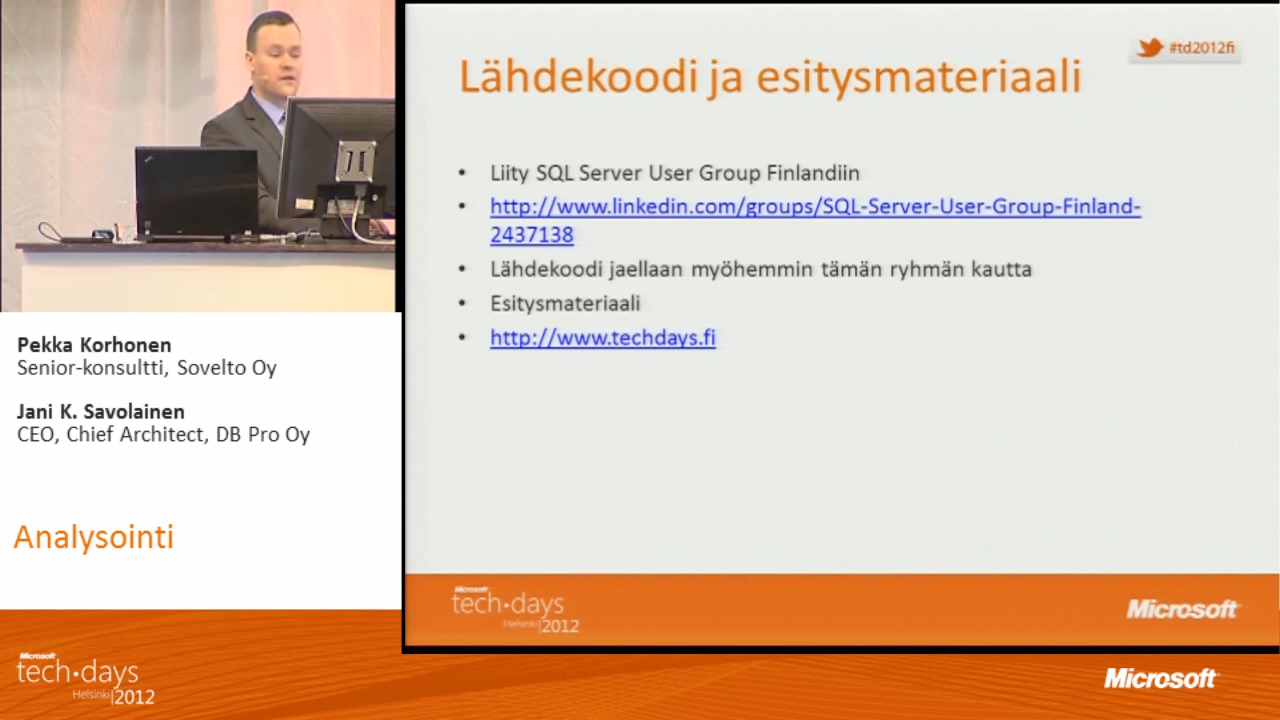 #td2012fi
Lähdekoodi ja esitysmateriaali
• Liity SQL Server User Group Finlandiin
• http://www.linkedin.com/groups/SQL-Server-User-Group-Finland-
2437138
• Lähdekoodi jaellaan myöhemmin tämän ryhmän kautta
• Esitysmateriaali
• http://www.techdays.fi
Microsoft
tech•days
Helsinki|2012
Microsoft
Pekka Korhonen
Senior-konsultti, Sovelto Oy
Jani K. Savolainen
CEO, Chief Architect, DB Pro Oy
Analysointi
Microsoft
tech•days
Helsinki|2012
Microsoft